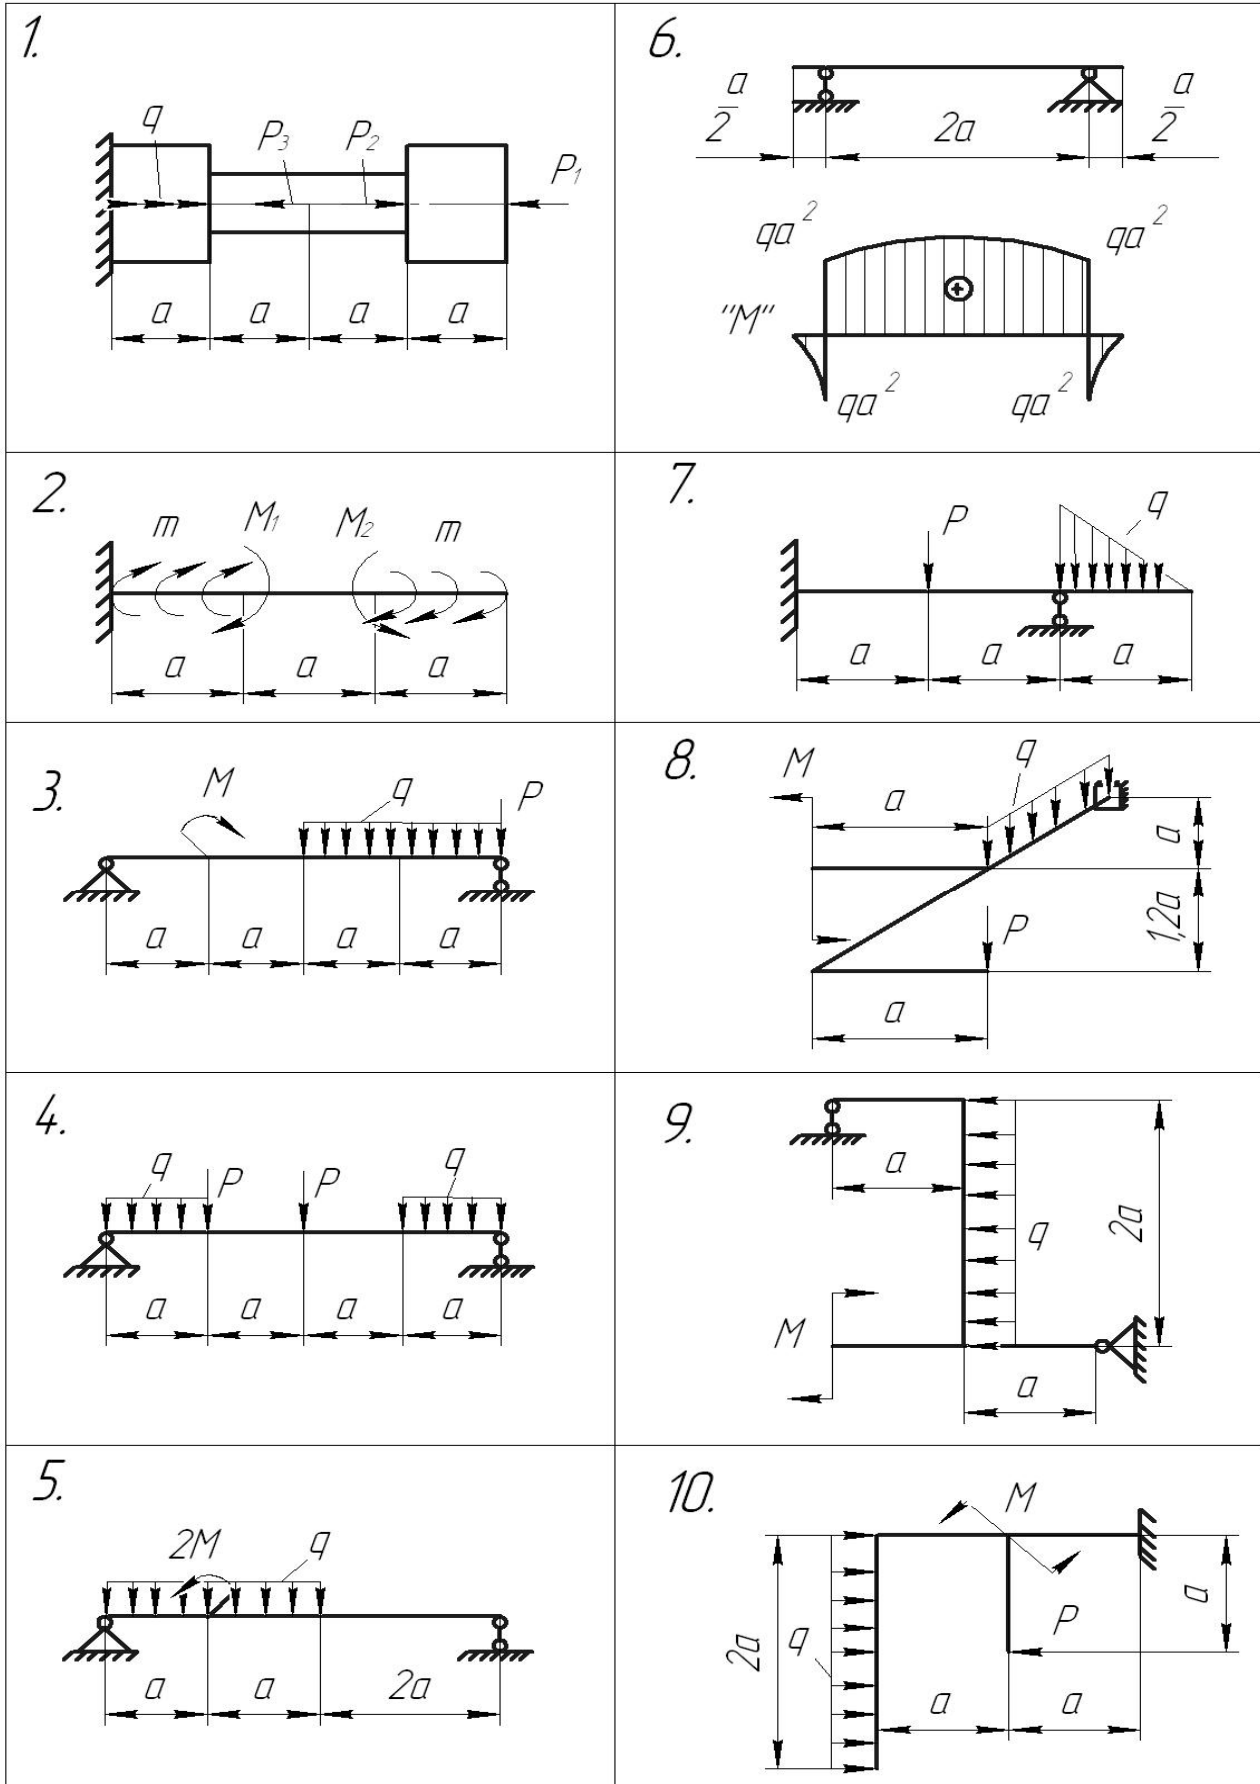 1.
q
P3
P2
P1
a a a a
2.
m M1 M2 m
a a a
3.
M q P
a a a a
4.
q P P q
a a a a
5.
2M q
a a 2a
6.
a/2 2a a/2
qa² qa²
"M" +
qa² qa²
7.
P q
a a a
8.
M q
a a
1,2a
P
a
9.
a
q 2a
M
a
10.
M
P a
2a q
a a